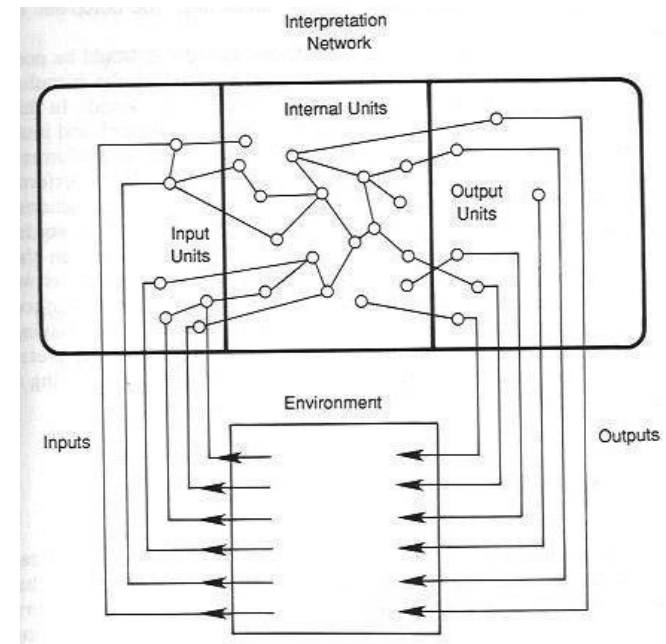 Interpretation
Network
Internal Units
Output
Units
Input
Units
Environment
Inputs
Outputs